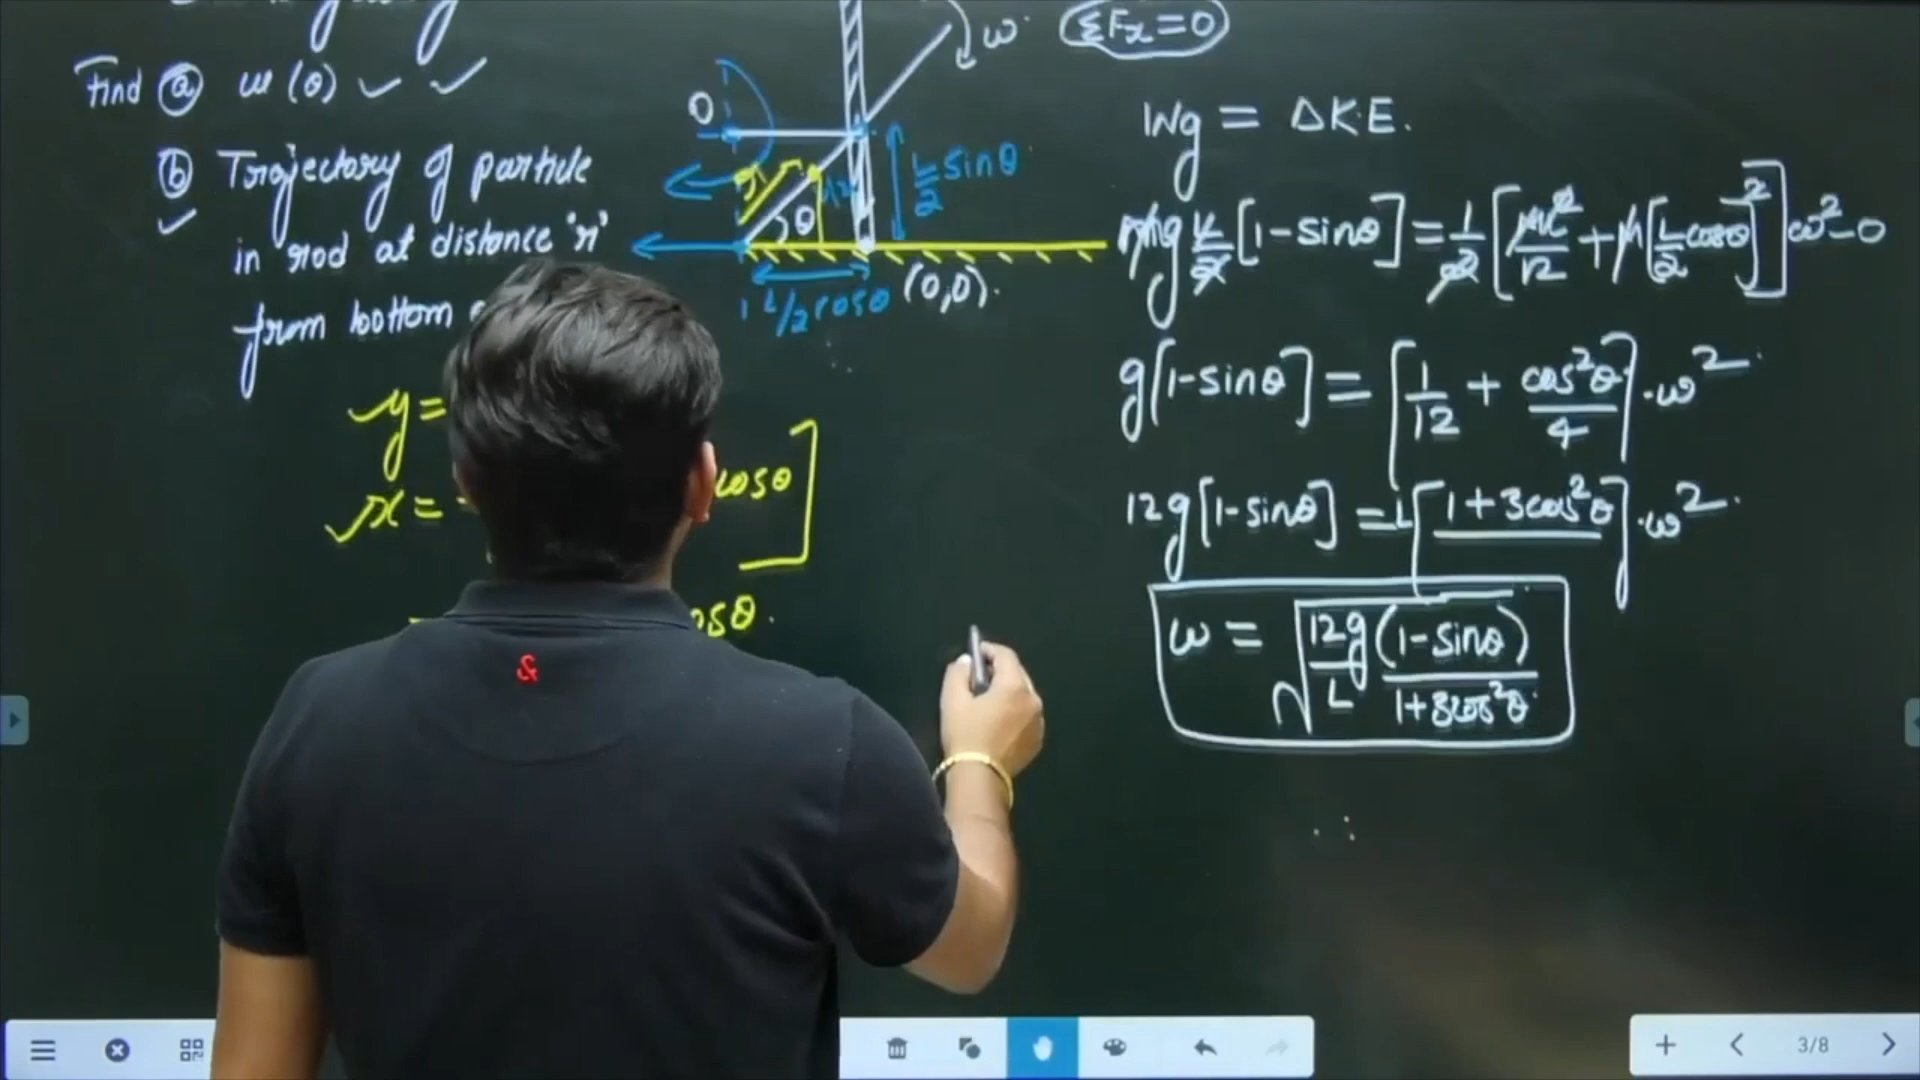 Find ⓐ ω (θ) ✓ ✓
ⓑ Trajectory of particle
in rod at distance 'r'
from bottom
y =
x = - cosθ
θ
ω
ΣFx = 0
O
r
L/2
θ
L/2 sinθ
L/2 cosθ
(0,0).
Wg = ΔK.E.
mg L/2 [1-sinθ] = 1/2 [mL²/12 + m[L/2 cosθ]²] ω² - 0
g[1-sinθ] = [1/12 + cos²θ/4] . ω²
12g[1-sinθ] = L[1+3cos²θ] . ω²
ω = √(12g/L (1-sinθ)/(1+3cos²θ))
3/8